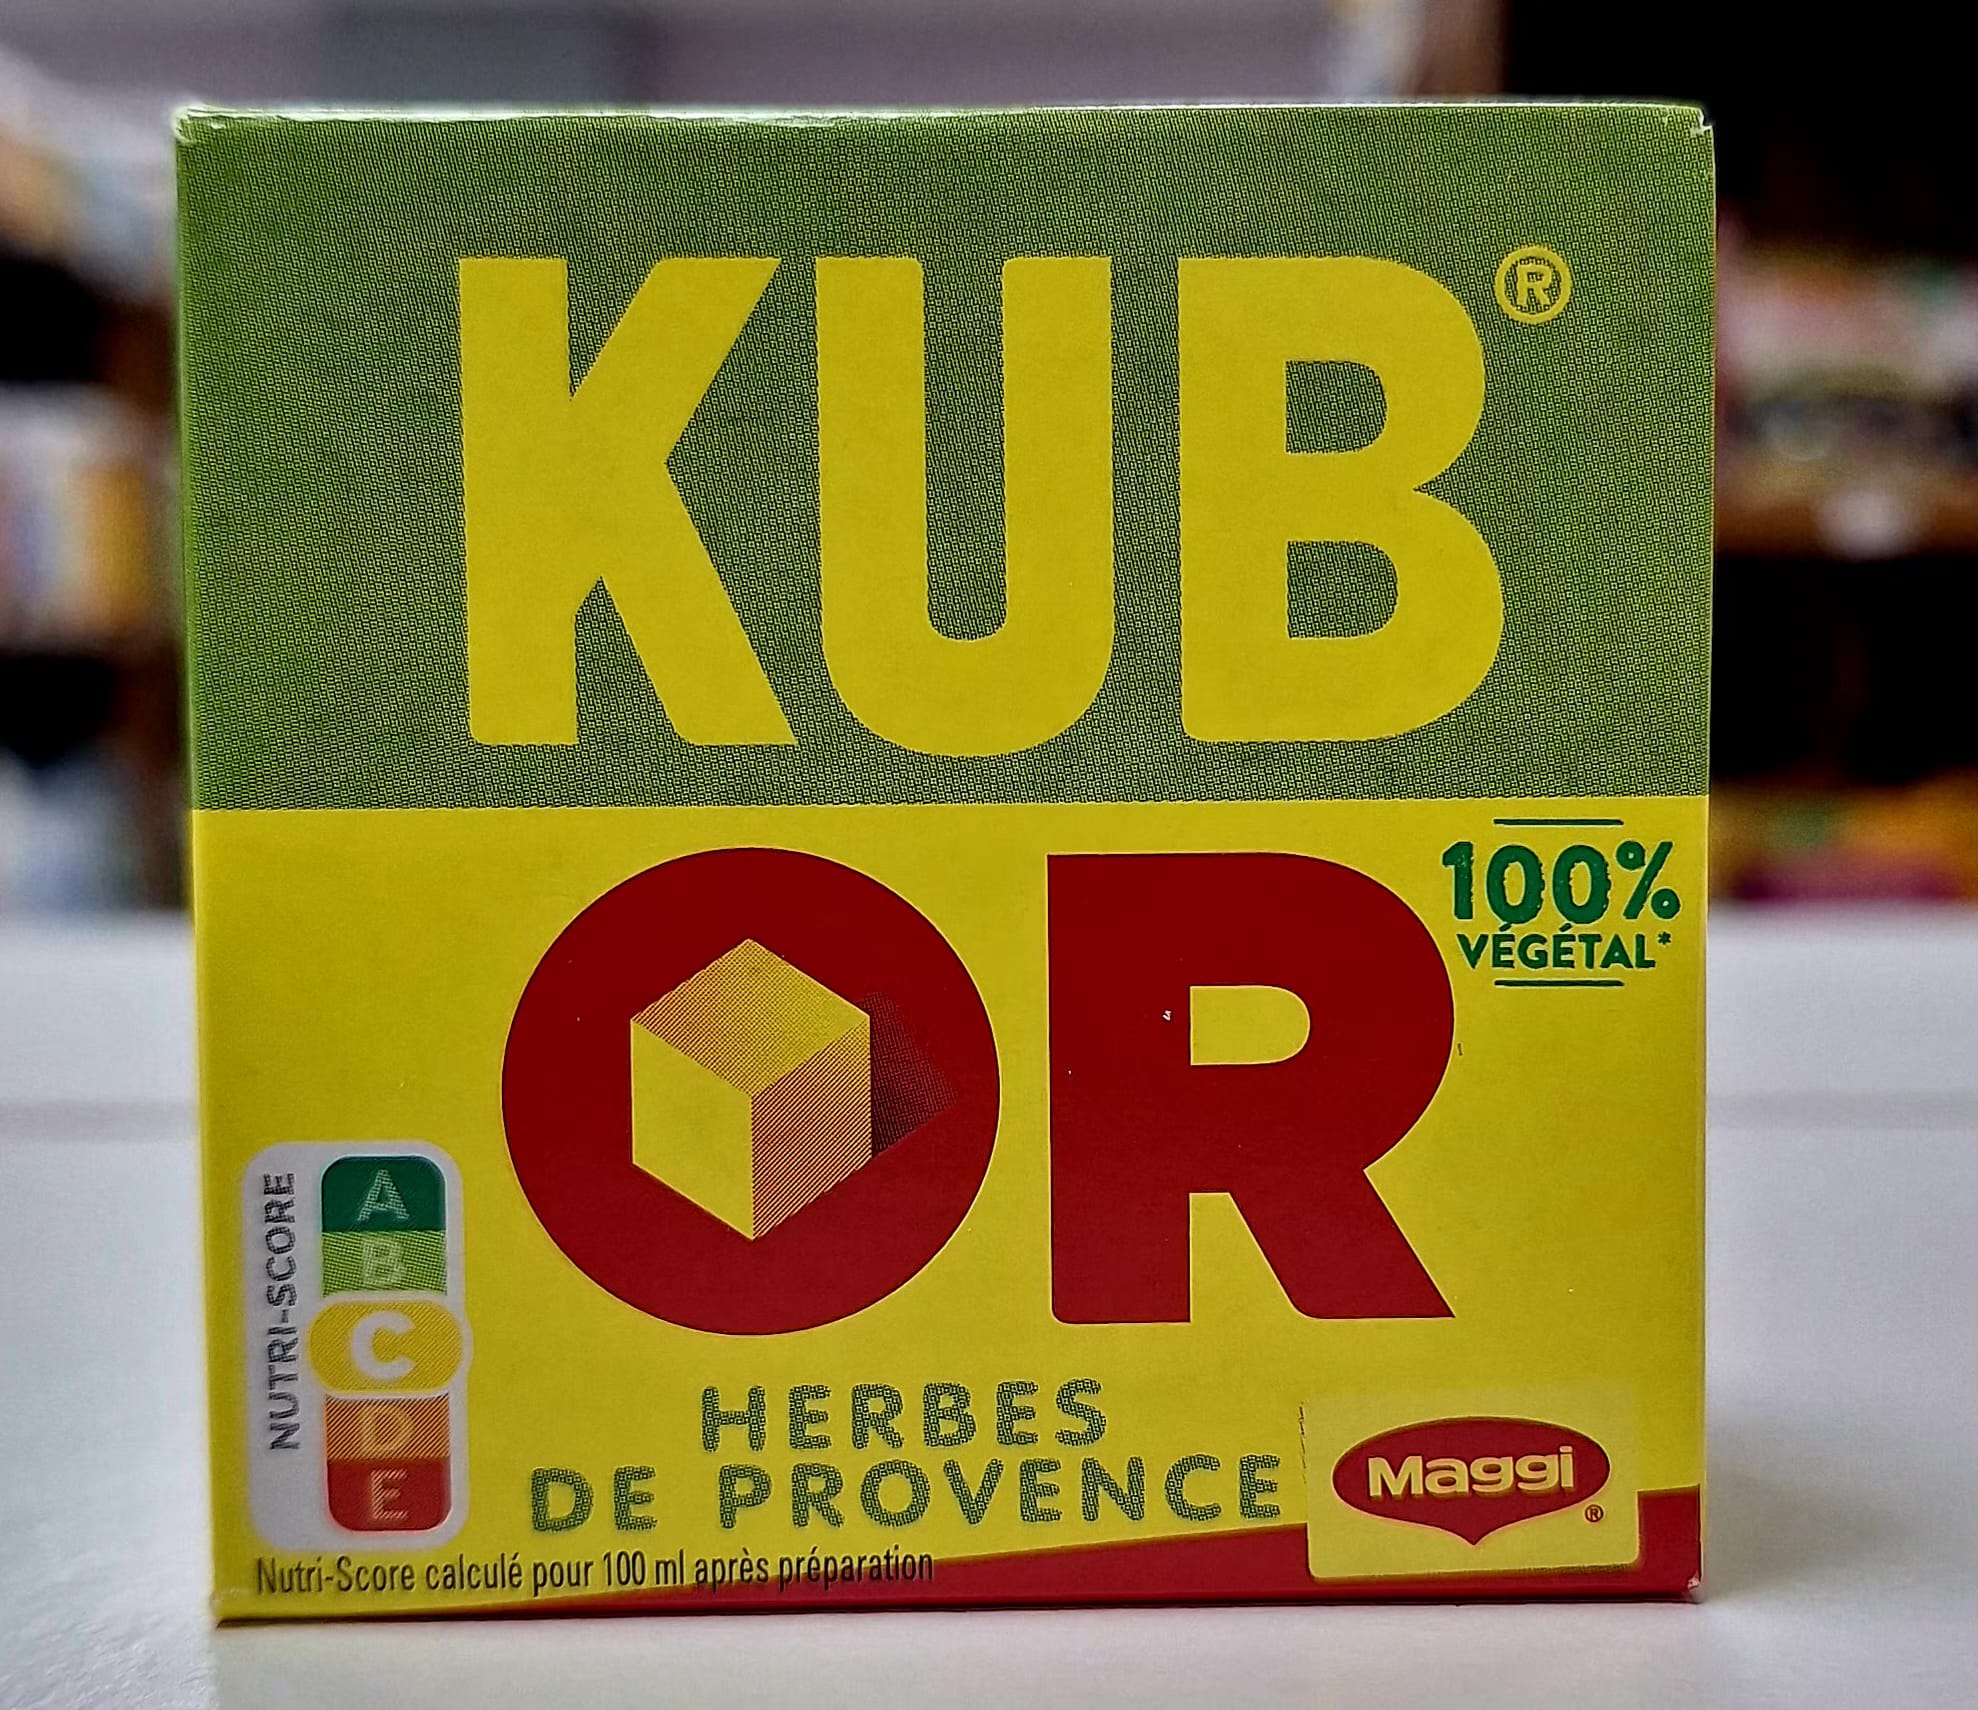 KUB®
OR
100%
VÉGÉTAL*
NUTRI-SCORE
A
B
C
D
E
HERBES
DE PROVENCE
Maggi®
Nutri-Score calculé pour 100 ml après préparation